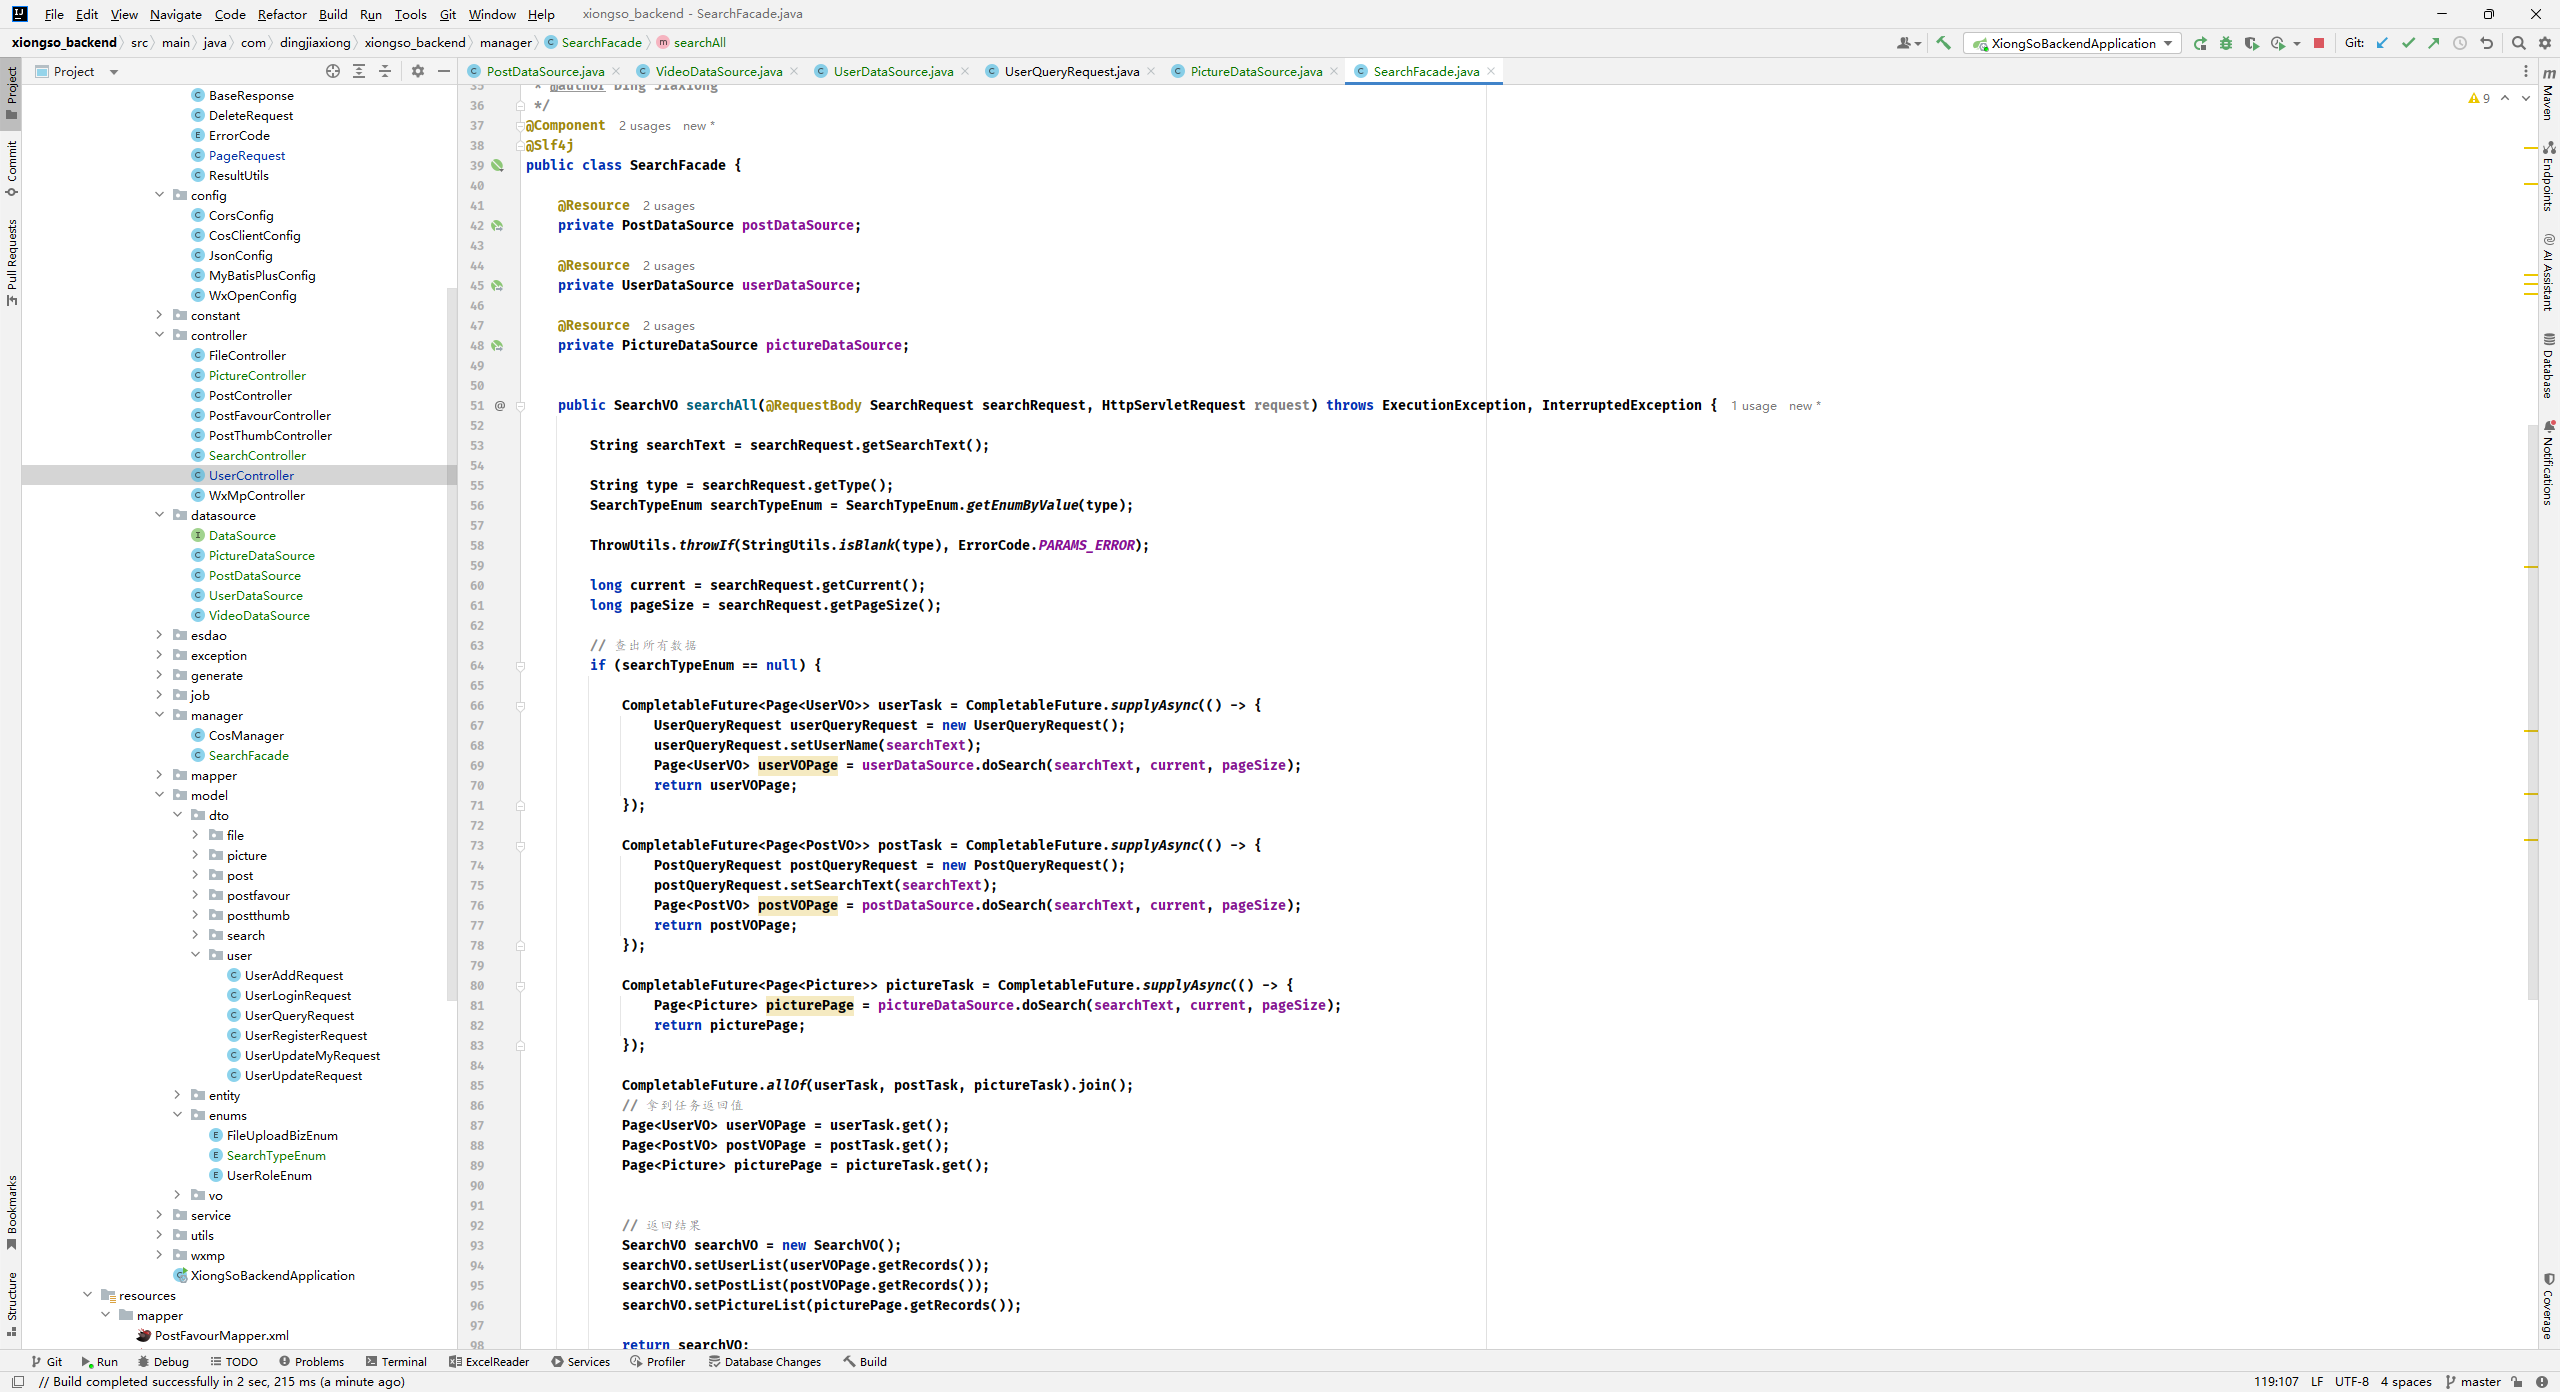 File Edit View Navigate Code Refactor Build Run Tools Git Window Help xiongso_backend - SearchFacade.java
xiongso_backend src main java com dingjiaxiong xiongso_backend manager SearchFacade searchAll XiongSoBackendApplication Git:
Project
PostDataSource.java VideoDataSource.java UserDataSource.java UserQueryRequest.java PictureDataSource.java SearchFacade.java
Project
Commit
Pull Requests
Bookmarks
Structure
BaseResponse
DeleteRequest
ErrorCode
PageRequest
ResultUtils
config
CorsConfig
CosClientConfig
JsonConfig
MyBatisPlusConfig
WxOpenConfig
constant
controller
FileController
PictureController
PostController
PostFavourController
PostThumbController
SearchController
UserController
WxMpController
datasource
DataSource
PictureDataSource
PostDataSource
UserDataSource
VideoDataSource
esdao
exception
generate
job
manager
CosManager
SearchFacade
mapper
model
dto
file
picture
post
postfavour
postthumb
search
user
UserAddRequest
UserLoginRequest
UserQueryRequest
UserRegisterRequest
UserUpdateMyRequest
UserUpdateRequest
entity
enums
FileUploadBizEnum
SearchTypeEnum
UserRoleEnum
vo
service
utils
wxmp
XiongSoBackendApplication
resources
mapper
PostFavourMapper.xml
35 * @author Ding Jiaxiong
36 */
37 @Component 2 usages new *
38 @Slf4j
39 public class SearchFacade {
40
41 @Resource 2 usages
42 private PostDataSource postDataSource;
43
44 @Resource 2 usages
45 private UserDataSource userDataSource;
46
47 @Resource 2 usages
48 private PictureDataSource pictureDataSource;
49
50
51 @ public SearchVO searchAll(@RequestBody SearchRequest searchRequest, HttpServletRequest request) throws ExecutionException, InterruptedException { 1 usage new *
52
53 String searchText = searchRequest.getSearchText();
54
55 String type = searchRequest.getType();
56 SearchTypeEnum searchTypeEnum = SearchTypeEnum.getEnumByValue(type);
57
58 ThrowUtils.throwIf(StringUtils.isBlank(type), ErrorCode.PARAMS_ERROR);
59
60 long current = searchRequest.getCurrent();
61 long pageSize = searchRequest.getPageSize();
62
63 // 查出所有数据
64 if (searchTypeEnum == null) {
65
66 CompletableFuture<Page<UserVO>> userTask = CompletableFuture.supplyAsync(() -> {
67 UserQueryRequest userQueryRequest = new UserQueryRequest();
68 userQueryRequest.setUserName(searchText);
69 Page<UserVO> userVOPage = userDataSource.doSearch(searchText, current, pageSize);
70 return userVOPage;
71 });
72
73 CompletableFuture<Page<PostVO>> postTask = CompletableFuture.supplyAsync(() -> {
74 PostQueryRequest postQueryRequest = new PostQueryRequest();
75 postQueryRequest.setSearchText(searchText);
76 Page<PostVO> postVOPage = postDataSource.doSearch(searchText, current, pageSize);
77 return postVOPage;
78 });
79
80 CompletableFuture<Page<Picture>> pictureTask = CompletableFuture.supplyAsync(() -> {
81 Page<Picture> picturePage = pictureDataSource.doSearch(searchText, current, pageSize);
82 return picturePage;
83 });
84
85 CompletableFuture.allOf(userTask, postTask, pictureTask).join();
86 // 拿到任务返回值
87 Page<UserVO> userVOPage = userTask.get();
88 Page<PostVO> postVOPage = postTask.get();
89 Page<Picture> picturePage = pictureTask.get();
90
91
92 // 返回结果
93 SearchVO searchVO = new SearchVO();
94 searchVO.setUserList(userVOPage.getRecords());
95 searchVO.setPostList(postVOPage.getRecords());
96 searchVO.setPictureList(picturePage.getRecords());
97
98 return searchVO;
9
Maven
Endpoints
AI Assistant
Database
Notifications
Coverage
Git Run Debug TODO Problems Terminal ExcelReader Services Profiler Database Changes Build
// Build completed successfully in 2 sec, 215 ms (a minute ago) 119:107 LF UTF-8 4 spaces master